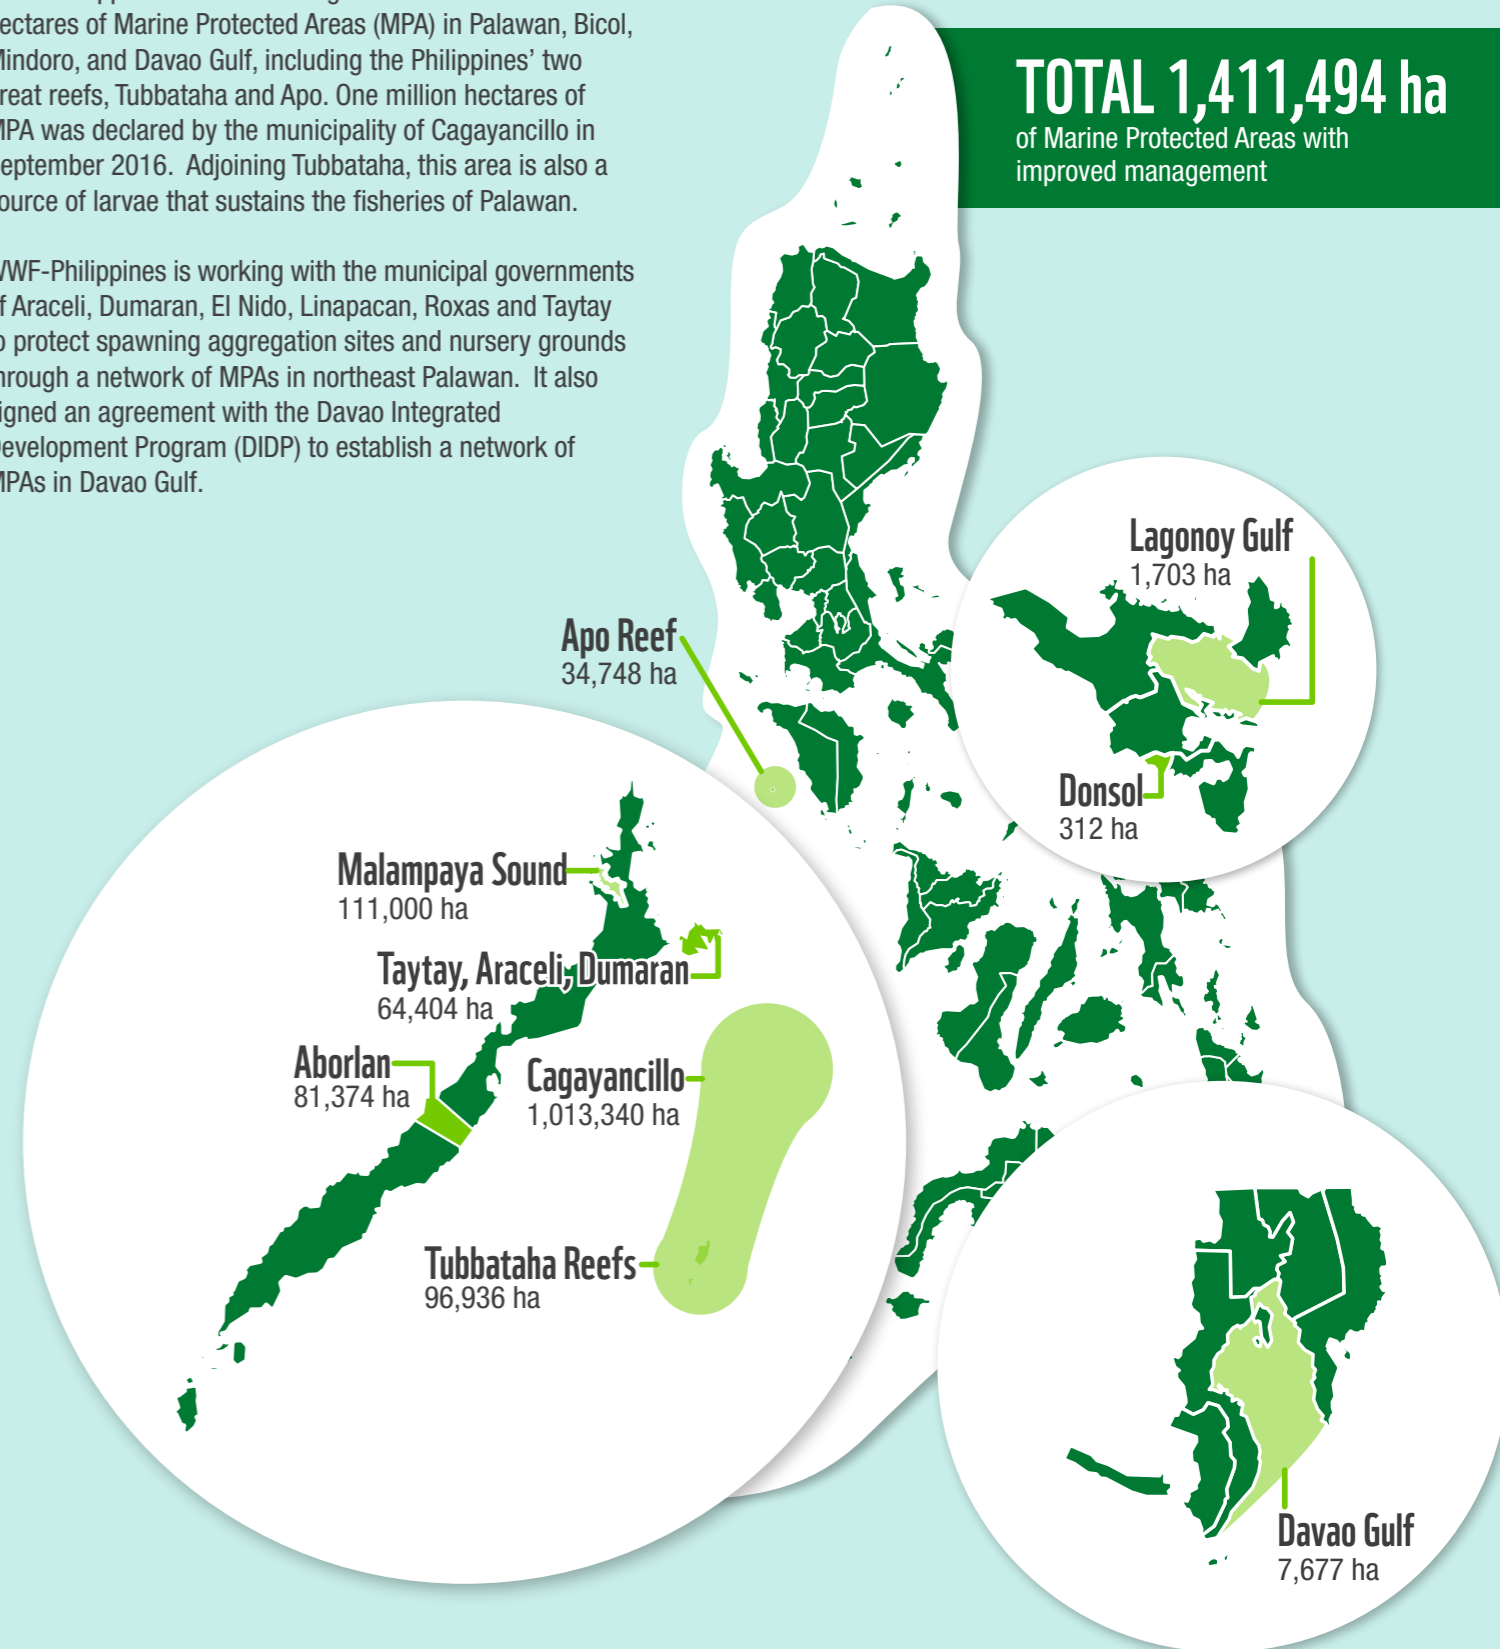 ectares of Marine Protected Areas (MPA) in Palawan, Bicol,
indoro, and Davao Gulf, including the Philippines' two
reat reefs, Tubbataha and Apo. One million hectares of
MPA was declared by the municipality of Cagayancillo in
eptember 2016. Adjoining Tubbataha, this area is also a
ource of larvae that sustains the fisheries of Palawan.
WWF-Philippines is working with the municipal governments
f Araceli, Dumaran, El Nido, Linapacan, Roxas and Taytay
o protect spawning aggregation sites and nursery grounds
hrough a network of MPAs in northeast Palawan. It also
igned an agreement with the Davao Integrated
evelopment Program (DIDP) to establish a network of
MPAs in Davao Gulf.
TOTAL 1,411,494 ha
of Marine Protected Areas with
improved management
Lagonoy Gulf
1,703 ha
Apo Reef
34,748 ha
Donsol
312 ha
Malampaya Sound
111,000 ha
Taytay, Araceli, Dumaran
64,404 ha
Aborlan
81,374 ha
Cagayancillo
1,013,340 ha
Tubbataha Reefs
96,936 ha
Davao Gulf
7,677 ha